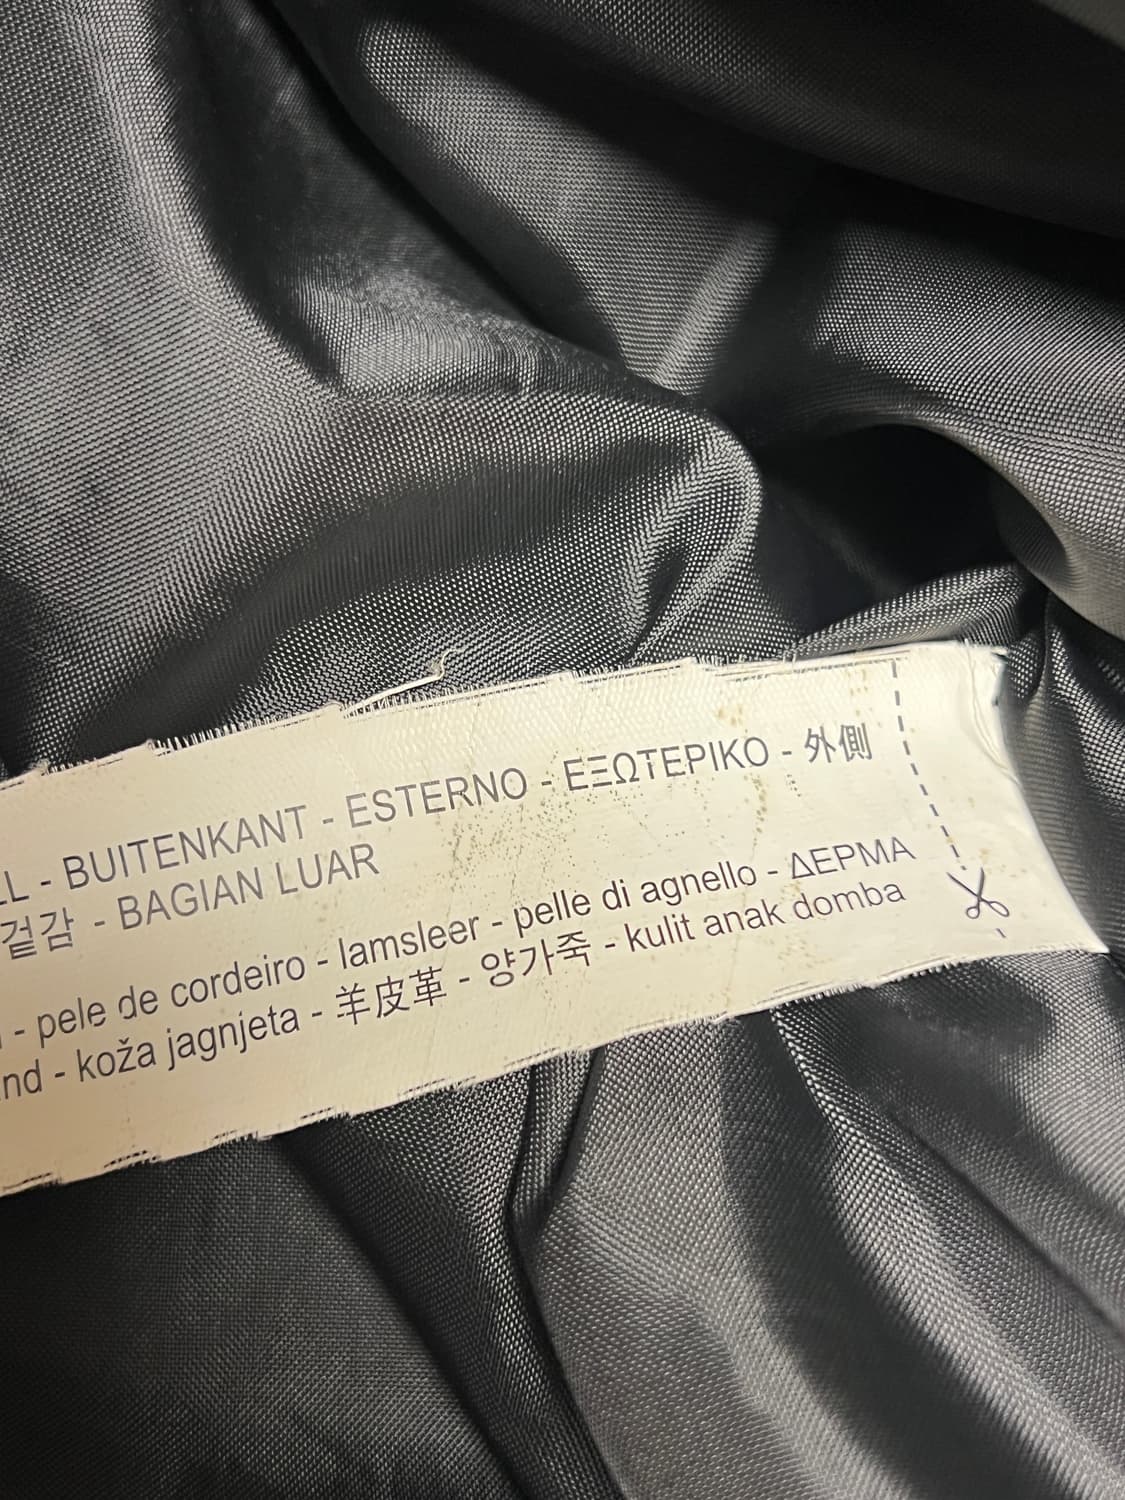 - BUITENKANT - ESTERNO - ΕΞΩΤΕΡΙΚΟ - 外側
겉감 - BAGIAN LUAR
- pele de cordeiro - lamsleer - pelle di agnello - ΔΕΡΜΑ
- koža jagnjeta - 羊皮革 - 양가죽 - kulit anak domba